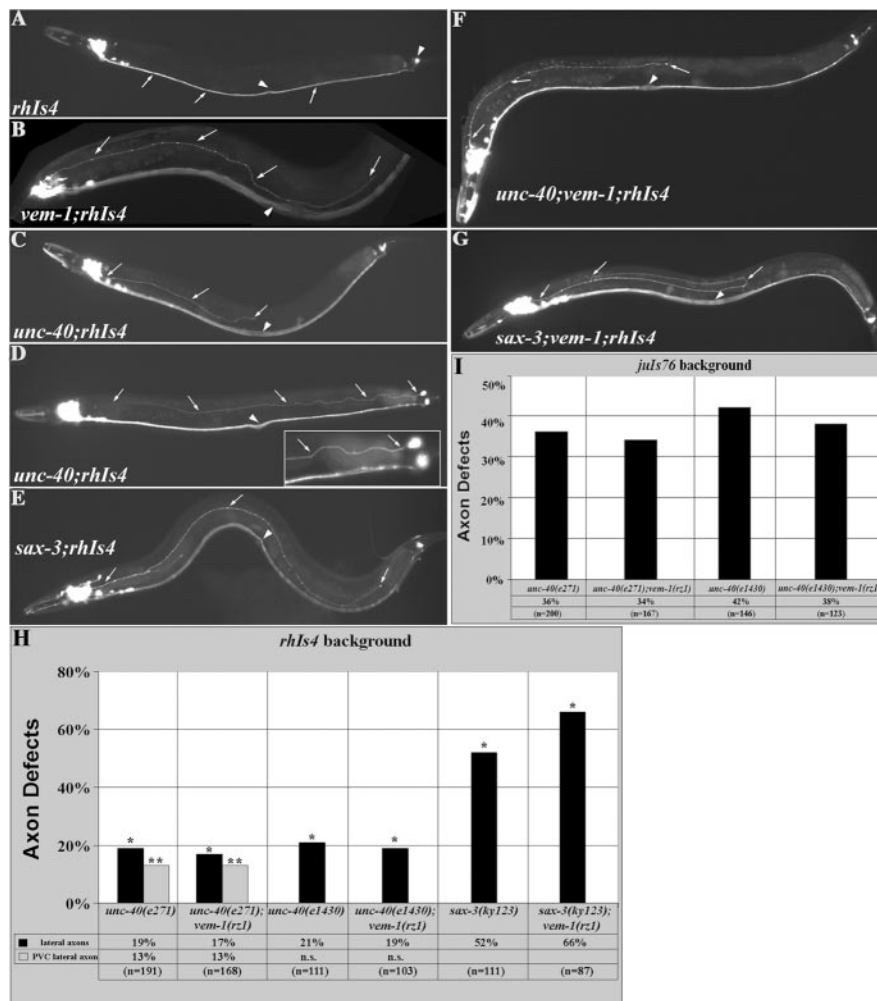 A
rhIs4
B
vem-1;rhIs4
C
unc-40;rhIs4
D
unc-40;rhIs4
E
sax-3;rhIs4
F
unc-40;vem-1;rhIs4
G
sax-3;vem-1;rhIs4
I
juIs76 background
Axon Defects
50%
40%
30%
20%
10%
0%
unc-40(e271) unc-40(e271);vem-1(rz1) unc-40(e1430) unc-40(e1430);vem-1(rz1)
36% 34% 42% 38%
(n=200) (n=167) (n=146) (n=123)
H
rhIs4 background
Axon Defects
80%
60%
40%
20%
0%
* ** * ** * * * *
unc-40(e271) unc-40(e271); vem-1(rz1) unc-40(e1430) unc-40(e1430); vem-1(rz1) sax-3(ky123) sax-3(ky123); vem-1(rz1)
lateral axons 19% 17% 21% 19% 52% 66%
PVC lateral axon 13% 13% n.s. n.s.
(n=191) (n=168) (n=111) (n=103) (n=111) (n=87)